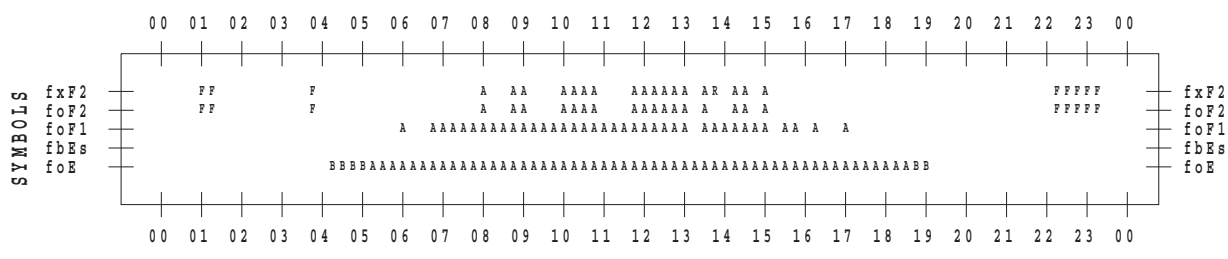 00 01 02 03 04 05 06 07 08 09 10 11 12 13 14 15 16 17 18 19 20 21 22 23 00
SYMBOLS
fxF2 FF F A AA AAAA AAAAAA AR AA A FFFFF fxF2
foF2 FF F A AA AAAA AAAAAA A AA A FFFFF foF2
foF1 A AAAAAAAAAAAAAAAAAAAAAAAAAA AAAAAAA AA A A foF1
fbEs fbEs
foE BBBBAAAAAAAAAAAAAAAAAAAAAAAAAAAAAAAAAAAAAAAAAAAAAAAAAAAAAABB foE
00 01 02 03 04 05 06 07 08 09 10 11 12 13 14 15 16 17 18 19 20 21 22 23 00